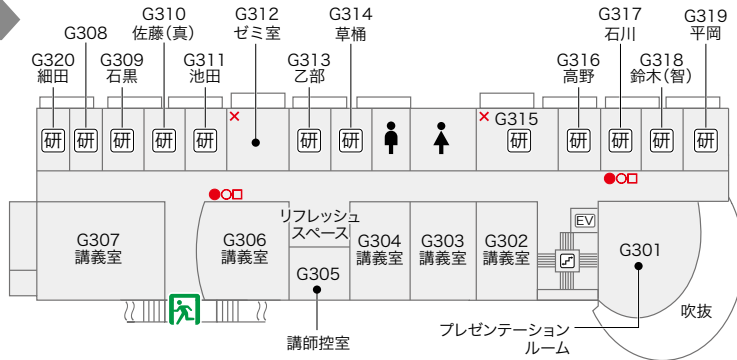 G310
佐藤(真)
G312
ゼミ室
G314
草桶
G317
石川
G319
平岡
G308
G320
細田
G309
石黒
G311
池田
G313
乙部
G316
高野
G318
鈴木(智)
研
研
研
研
研
研
研
G315
研
研
研
研
研
G307
講義室
G306
講義室
リフレッシュ
スペース
G305
G304
講義室
G303
講義室
G302
講義室
EV
G301
吹抜
講師控室
プレゼンテーション
ルーム